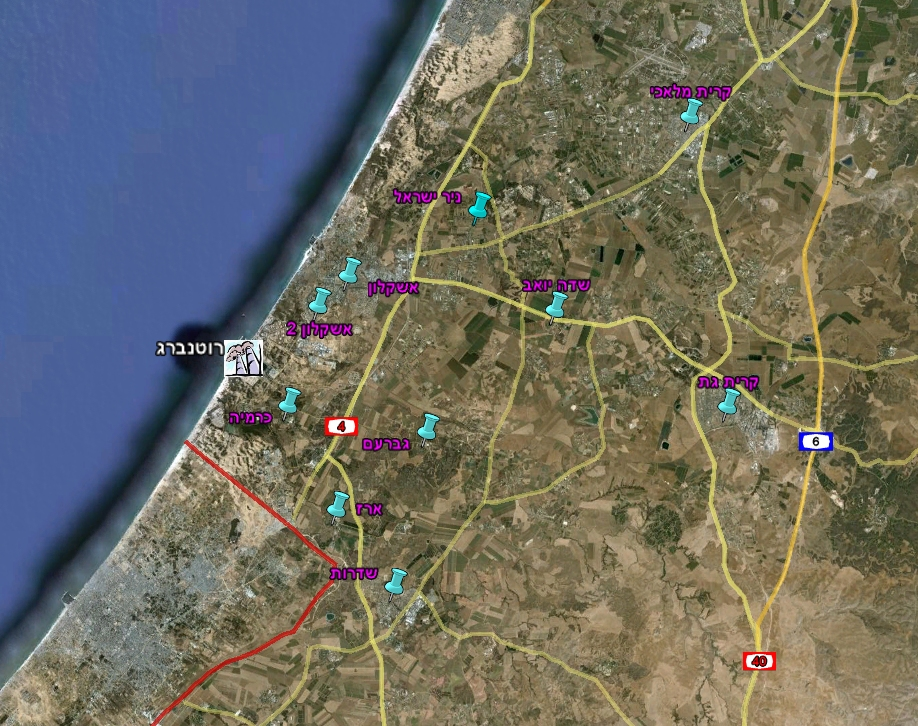 קרית מלאכי
ניר ישראל
אשקלון
שדה יואב
אשקלון 2
רוטנברג
קרית גת
כרמיה
4
גברעם
6
ארז
שדרות
40